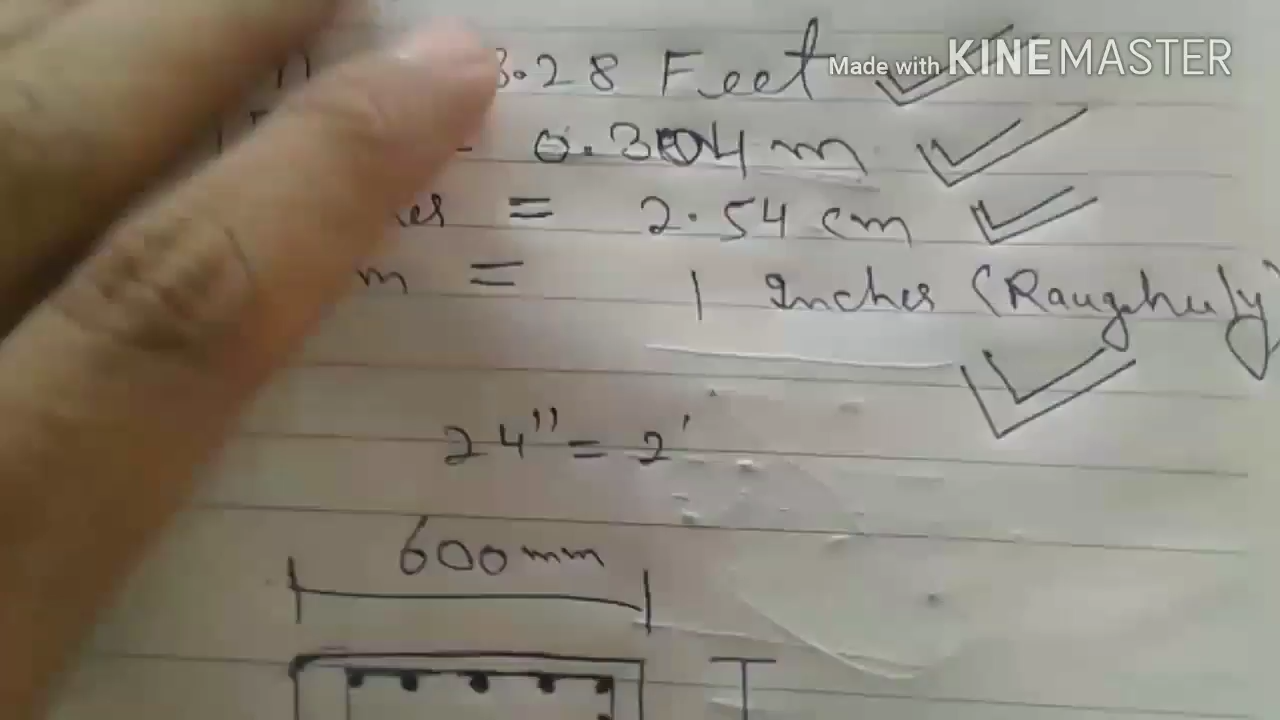 3.28 Feet
Made with KINEMASTER
0.304 m
= 2.54 cm
m = 1 Inches (Raughuly
24" = 2'
600mm